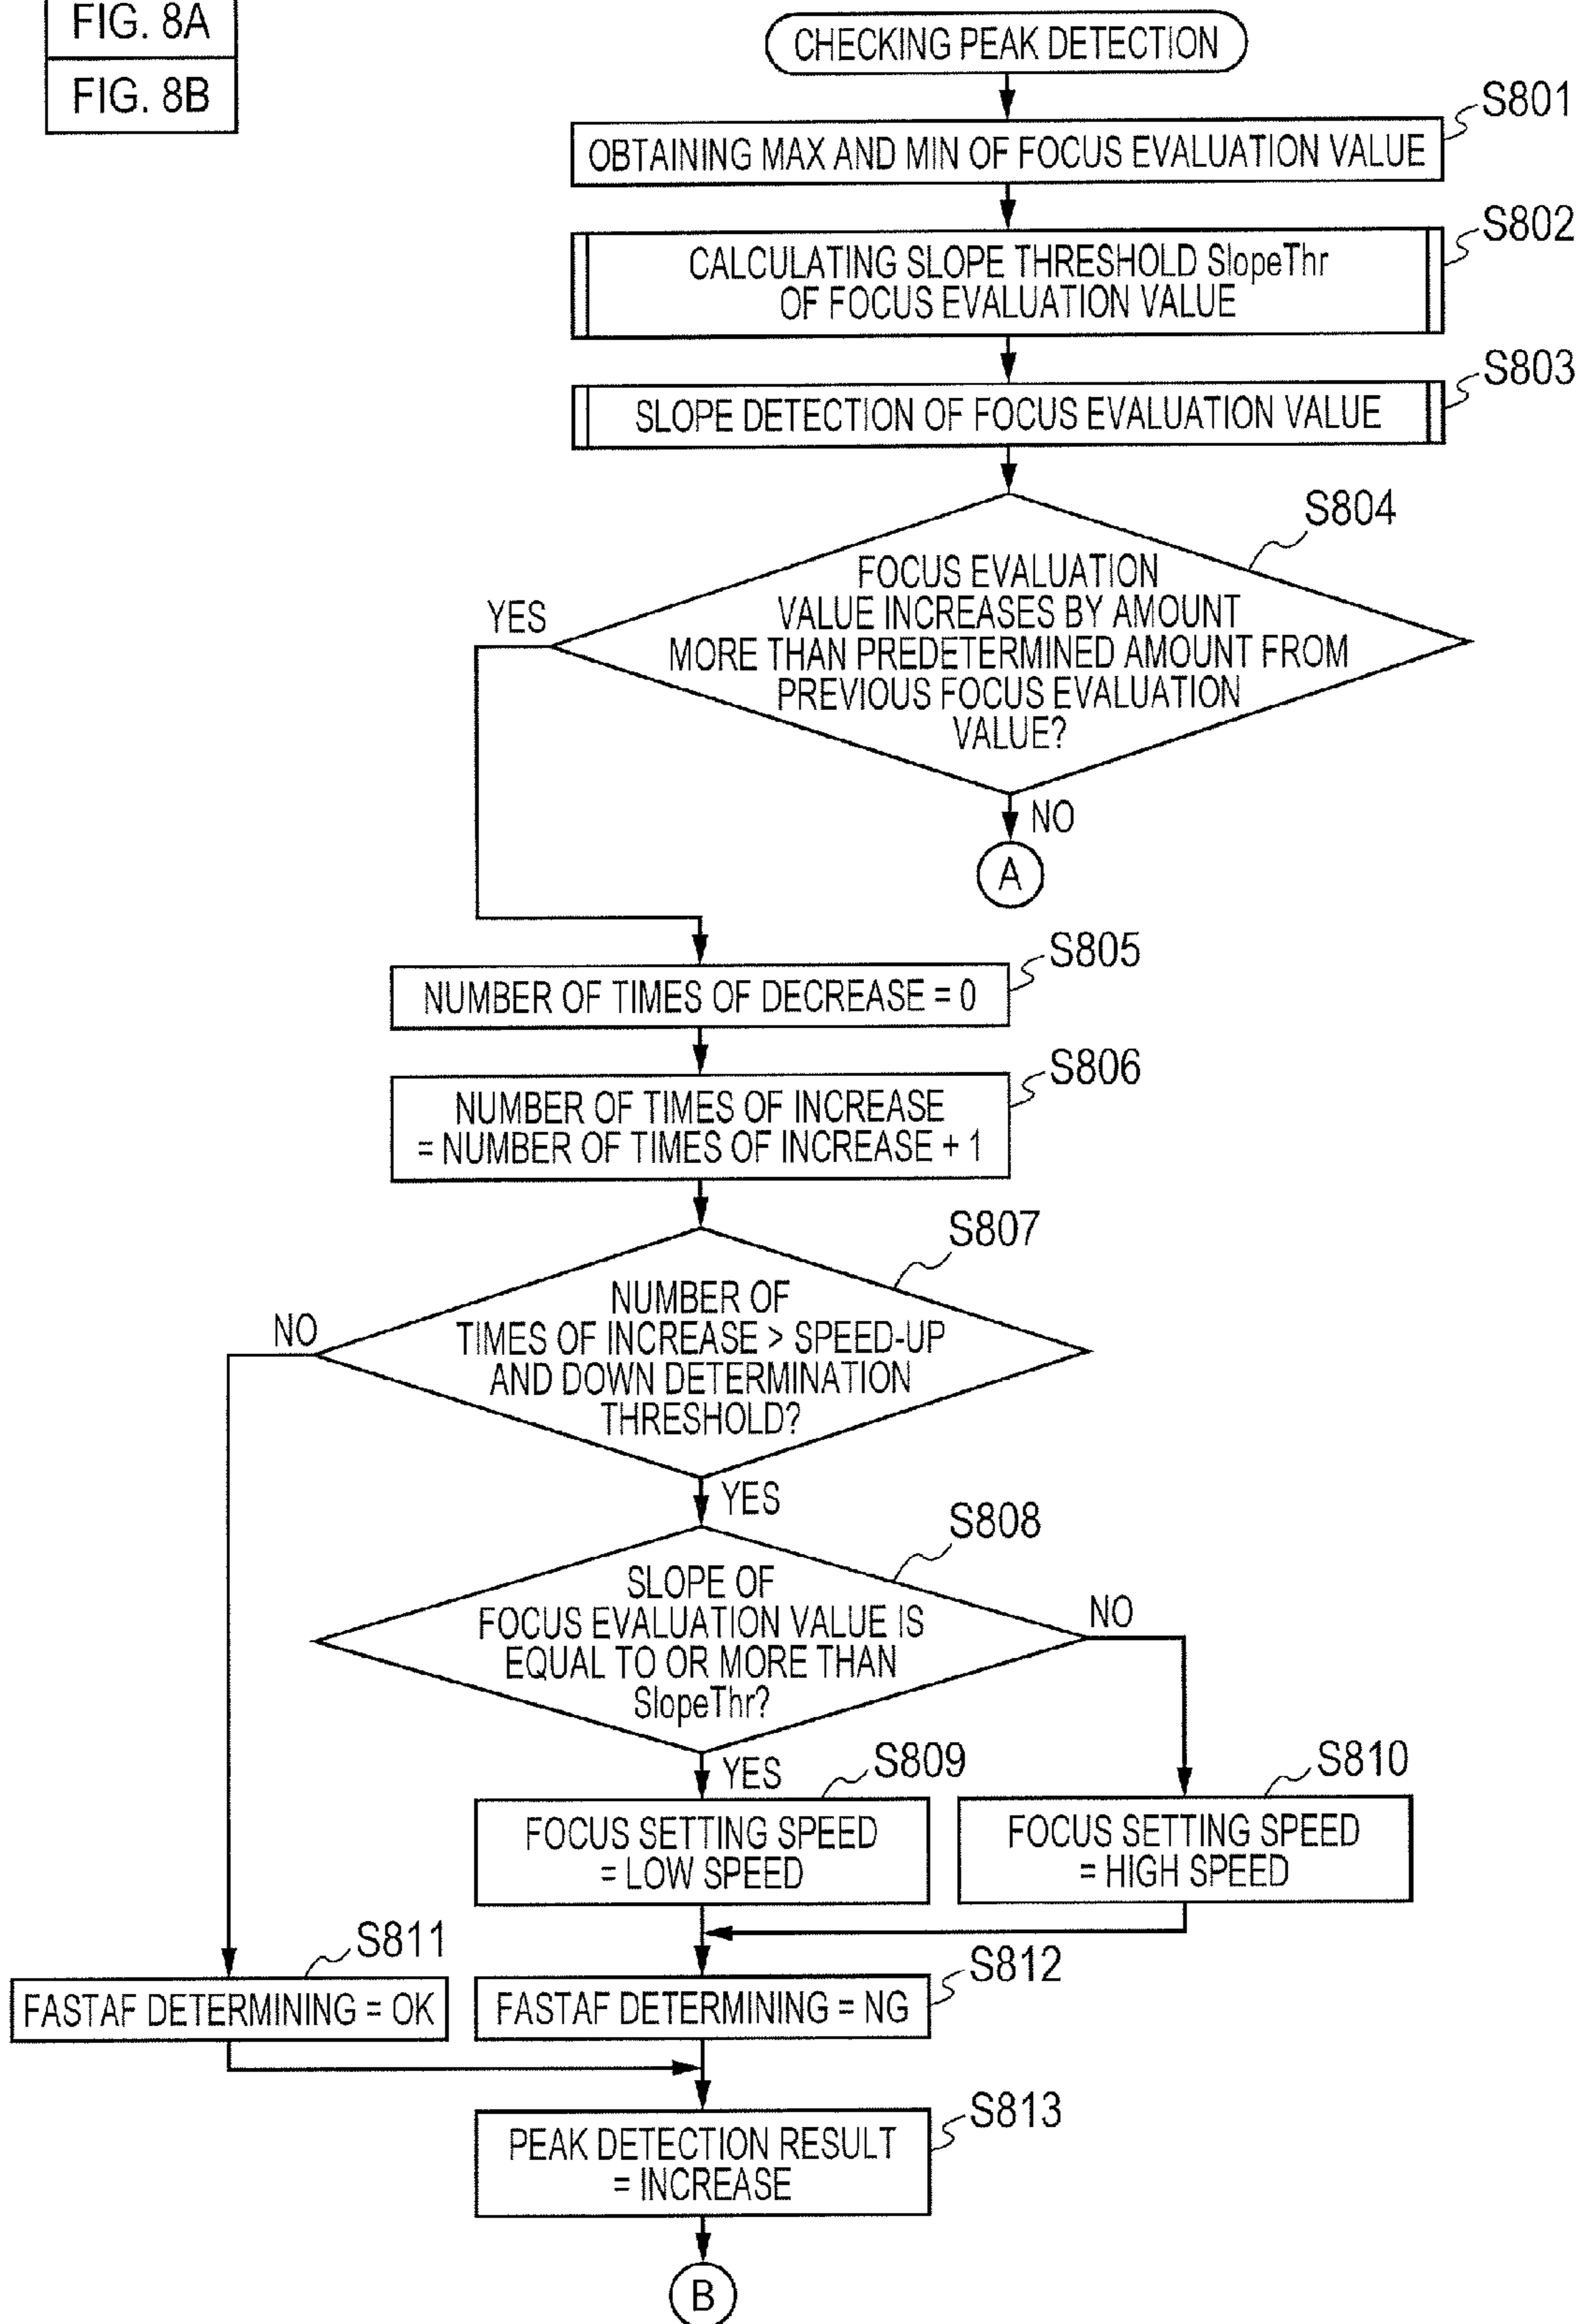 FIG. 8A
FIG. 8B
CHECKING PEAK DETECTION
S801
OBTAINING MAX AND MIN OF FOCUS EVALUATION VALUE
S802
CALCULATING SLOPE THRESHOLD SlopeThr
OF FOCUS EVALUATION VALUE
S803
SLOPE DETECTION OF FOCUS EVALUATION VALUE
S804
FOCUS EVALUATION
VALUE INCREASES BY AMOUNT
MORE THAN PREDETERMINED AMOUNT FROM
PREVIOUS FOCUS EVALUATION
VALUE?
YES
NO
A
S805
NUMBER OF TIMES OF DECREASE = 0
S806
NUMBER OF TIMES OF INCREASE
= NUMBER OF TIMES OF INCREASE + 1
S807
NUMBER OF
TIMES OF INCREASE > SPEED-UP
AND DOWN DETERMINATION
THRESHOLD?
NO
YES
S808
SLOPE OF
FOCUS EVALUATION VALUE IS
EQUAL TO OR MORE THAN
SlopeThr?
NO
YES
S809
FOCUS SETTING SPEED
= LOW SPEED
S810
FOCUS SETTING SPEED
= HIGH SPEED
S811
FASTAF DETERMINING = OK
S812
FASTAF DETERMINING = NG
S813
PEAK DETECTION RESULT
= INCREASE
B